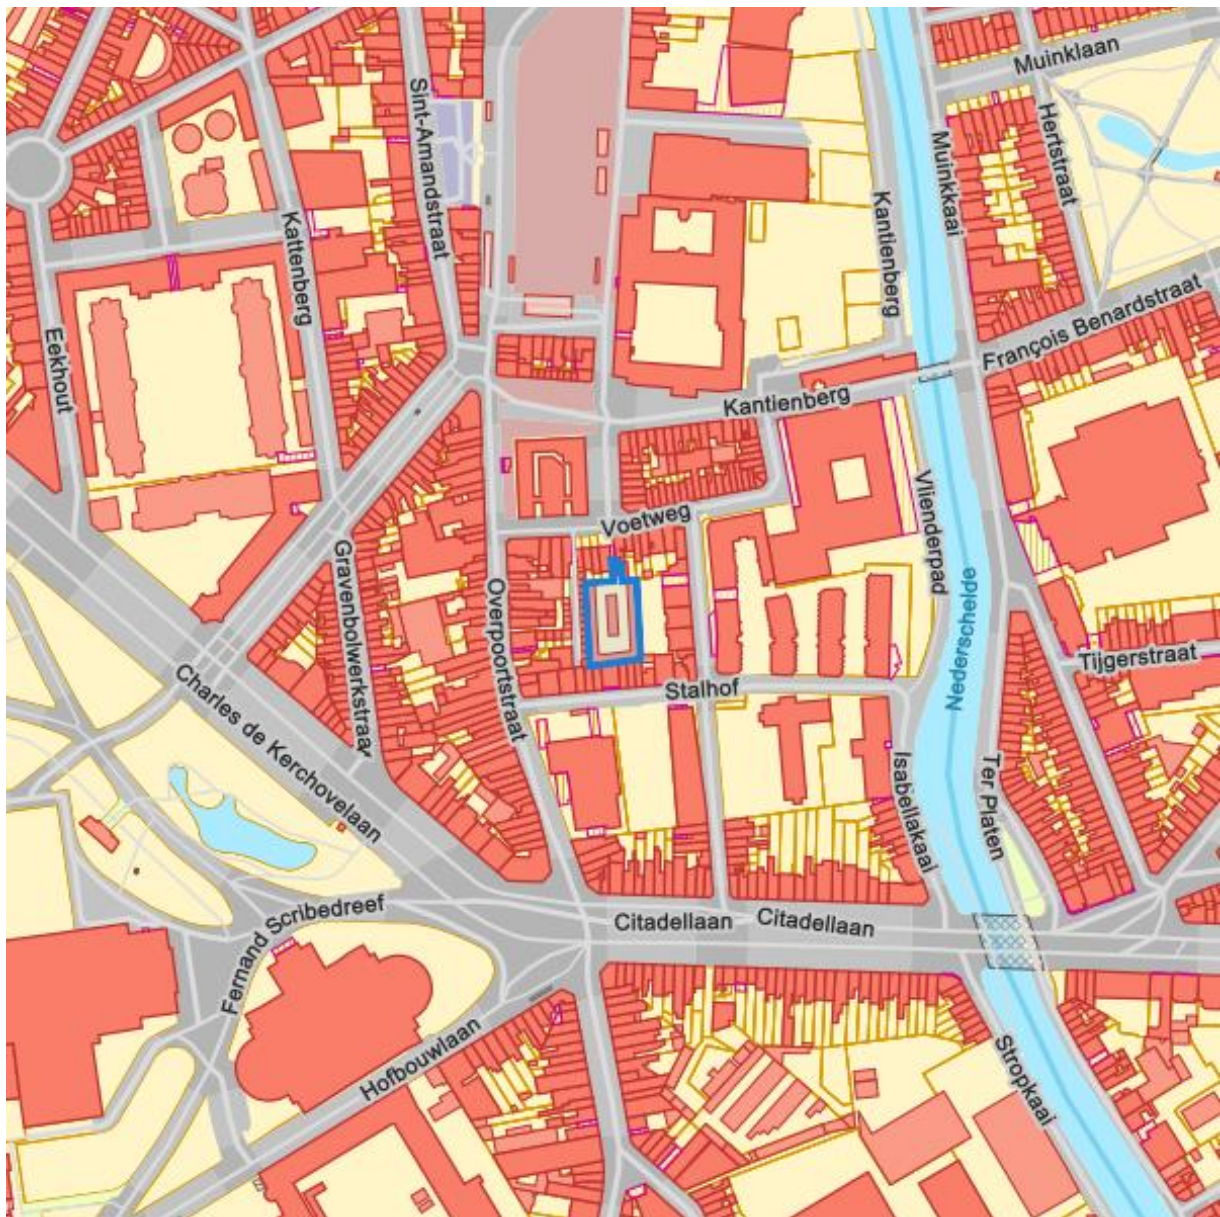 Muinklaan
Sint-Amandstraat
Hertstraat
Muinkkaai
Kattenberg
Kantienberg
François Benardstraat
Eekhout
Kantienberg
Voetweg
Vlienderpad
Gravenbolwerkstraa
Overpoortstraat
Nederschelde
Tijgerstraat
Charles de Kerchovelaan
Stalhof
Isabellakaai
Ter Platen
Fernand Scribedreef
Citadellaan
Citadellaan
Hofbouwlaan
Stropkaai